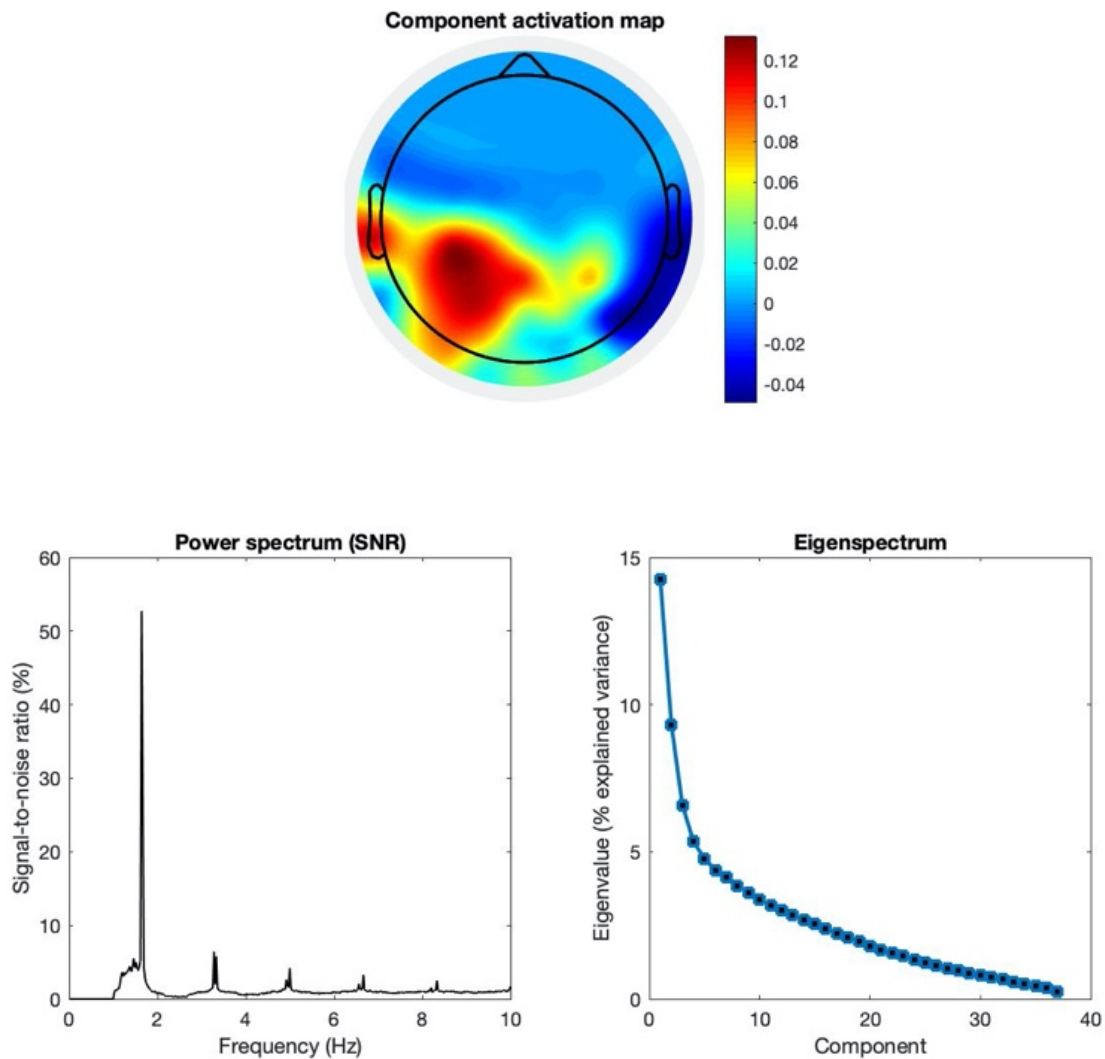 Component activation map
0.12
0.1
0.08
0.06
0.04
0.02
0
-0.02
-0.04
Power spectrum (SNR)
Signal-to-noise ratio (%)
60
50
40
30
20
10
0
0 2 4 6 8 10
Frequency (Hz)
Eigenspectrum
Eigenvalue (% explained variance)
15
10
5
0
0 10 20 30 40
Component